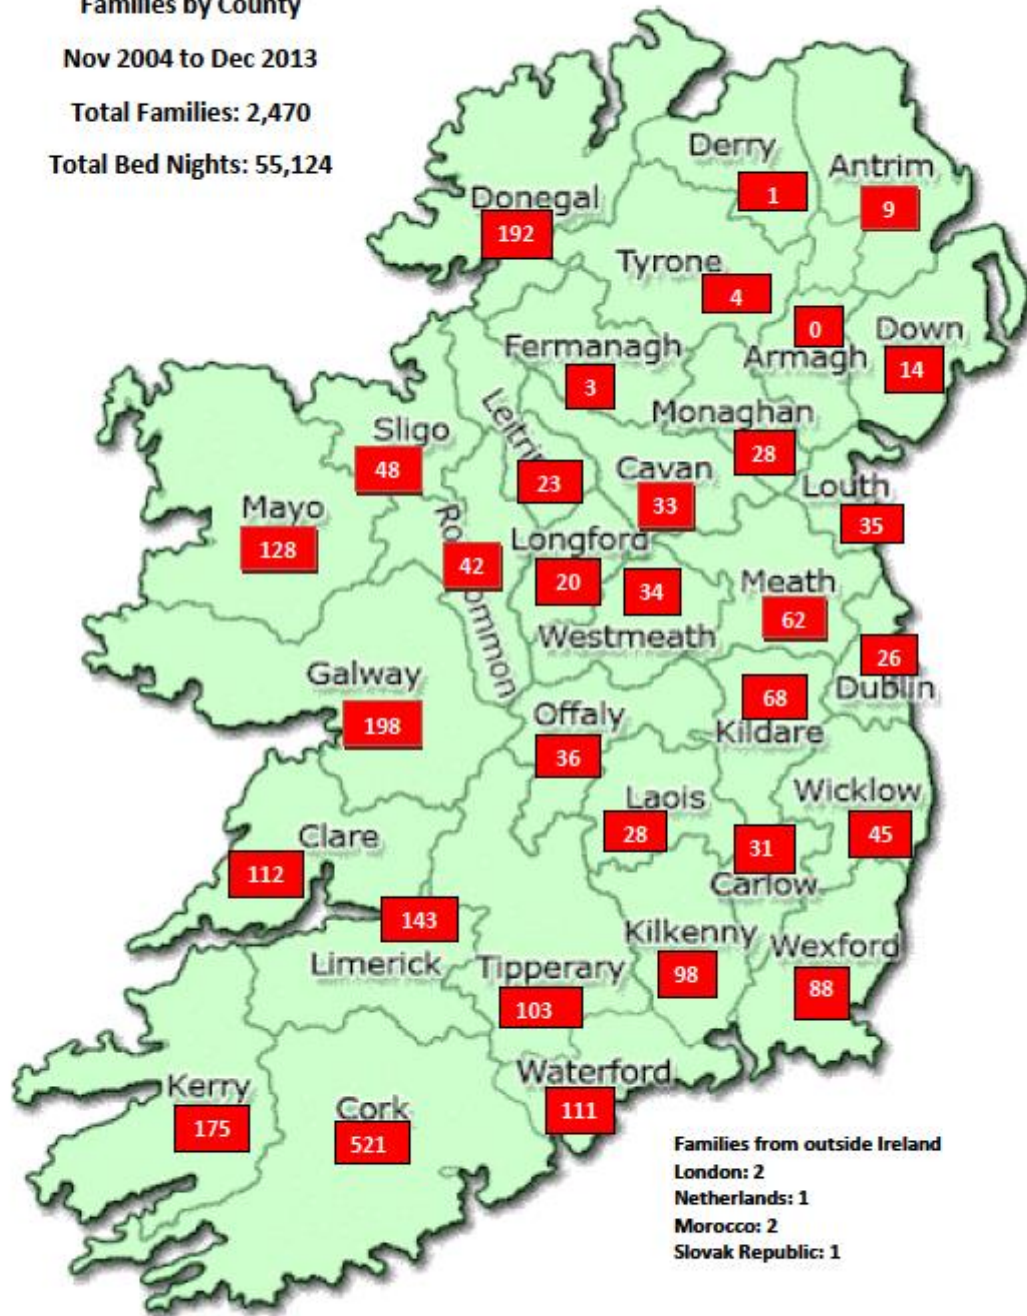 Families by County
Nov 2004 to Dec 2013
Total Families: 2,470
Total Bed Nights: 55,124
Derry
1
Antrim
9
Donegal
192
Tyrone
4
0
Armagh
Down
14
Fermanagh
3
Monaghan
28
Sligo
48
Leitri
23
Cavan
33
Louth
35
Mayo
128
Ro
42
ommon
Longford
20
34
Westmeath
Meath
62
26
Dublin
Galway
198
Offaly
36
68
Kildare
Laois
28
31
Carlow
Wicklow
45
Clare
112
143
Limerick
Tipperary
103
Kilkenny
98
Wexford
88
Kerry
175
Cork
521
Waterford
111
Families from outside Ireland
London: 2
Netherlands: 1
Morocco: 2
Slovak Republic: 1